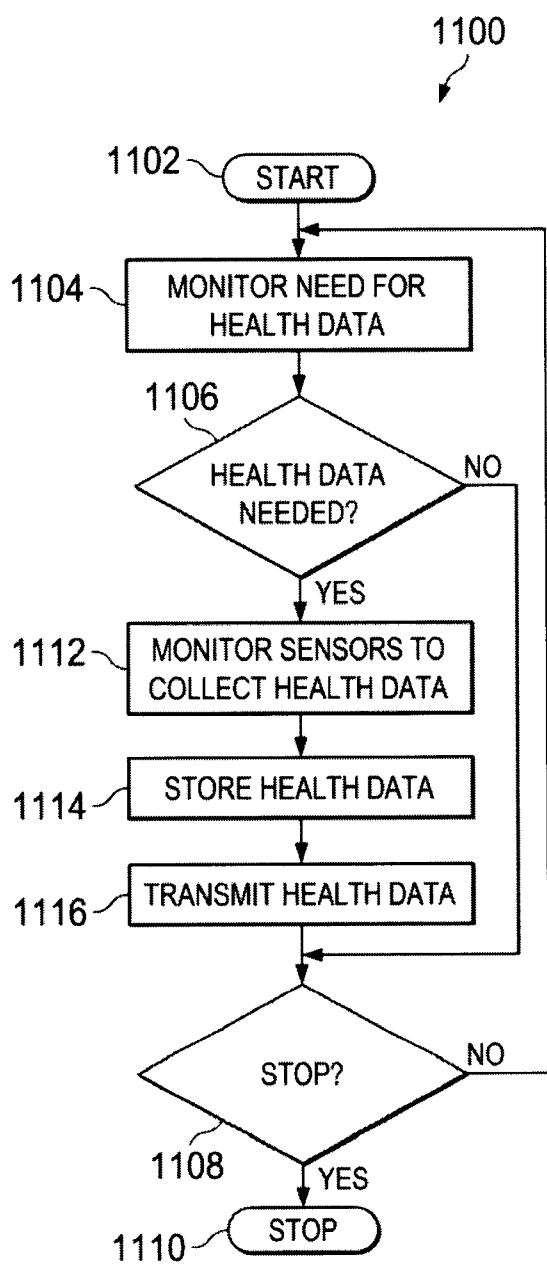 1100
1102
START
1104
MONITOR NEED FOR
HEALTH DATA
1106
HEALTH DATA
NEEDED?
NO
YES
1112
MONITOR SENSORS TO
COLLECT HEALTH DATA
1114
STORE HEALTH DATA
1116
TRANSMIT HEALTH DATA
STOP?
NO
1108
YES
1110
STOP